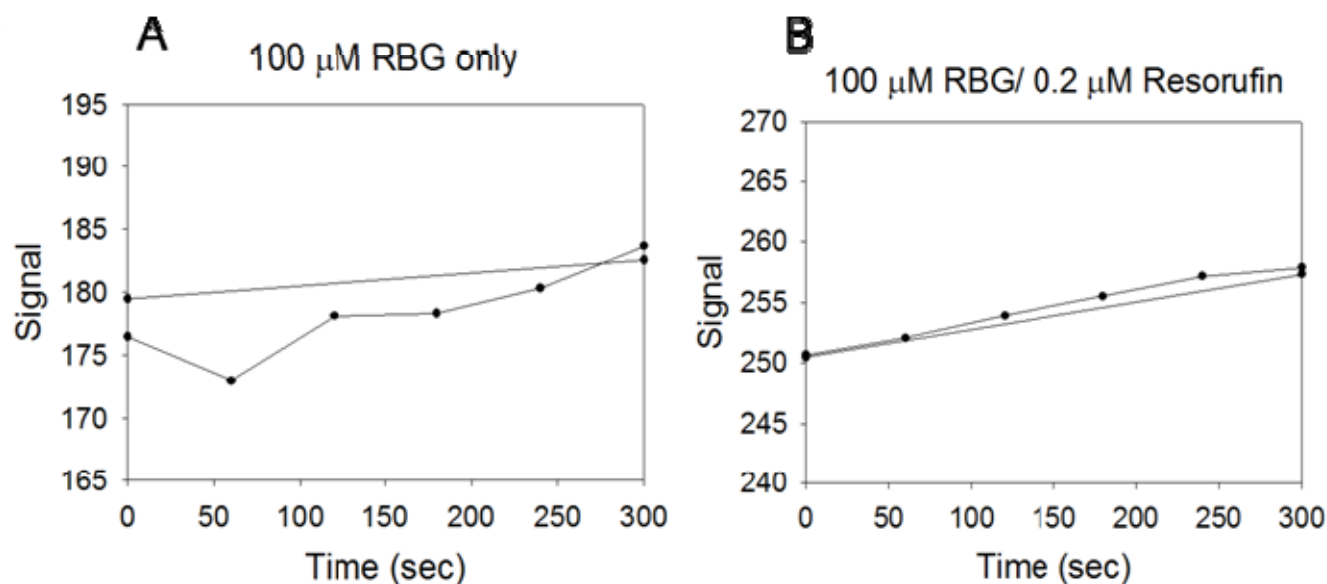 A
100 μM RBG only
Signal
195
190
185
180
175
170
165
0 50 100 150 200 250 300
Time (sec)
B
100 μM RBG/ 0.2 μM Resorufin
Signal
270
265
260
255
250
245
240
0 50 100 150 200 250 300
Time (sec)